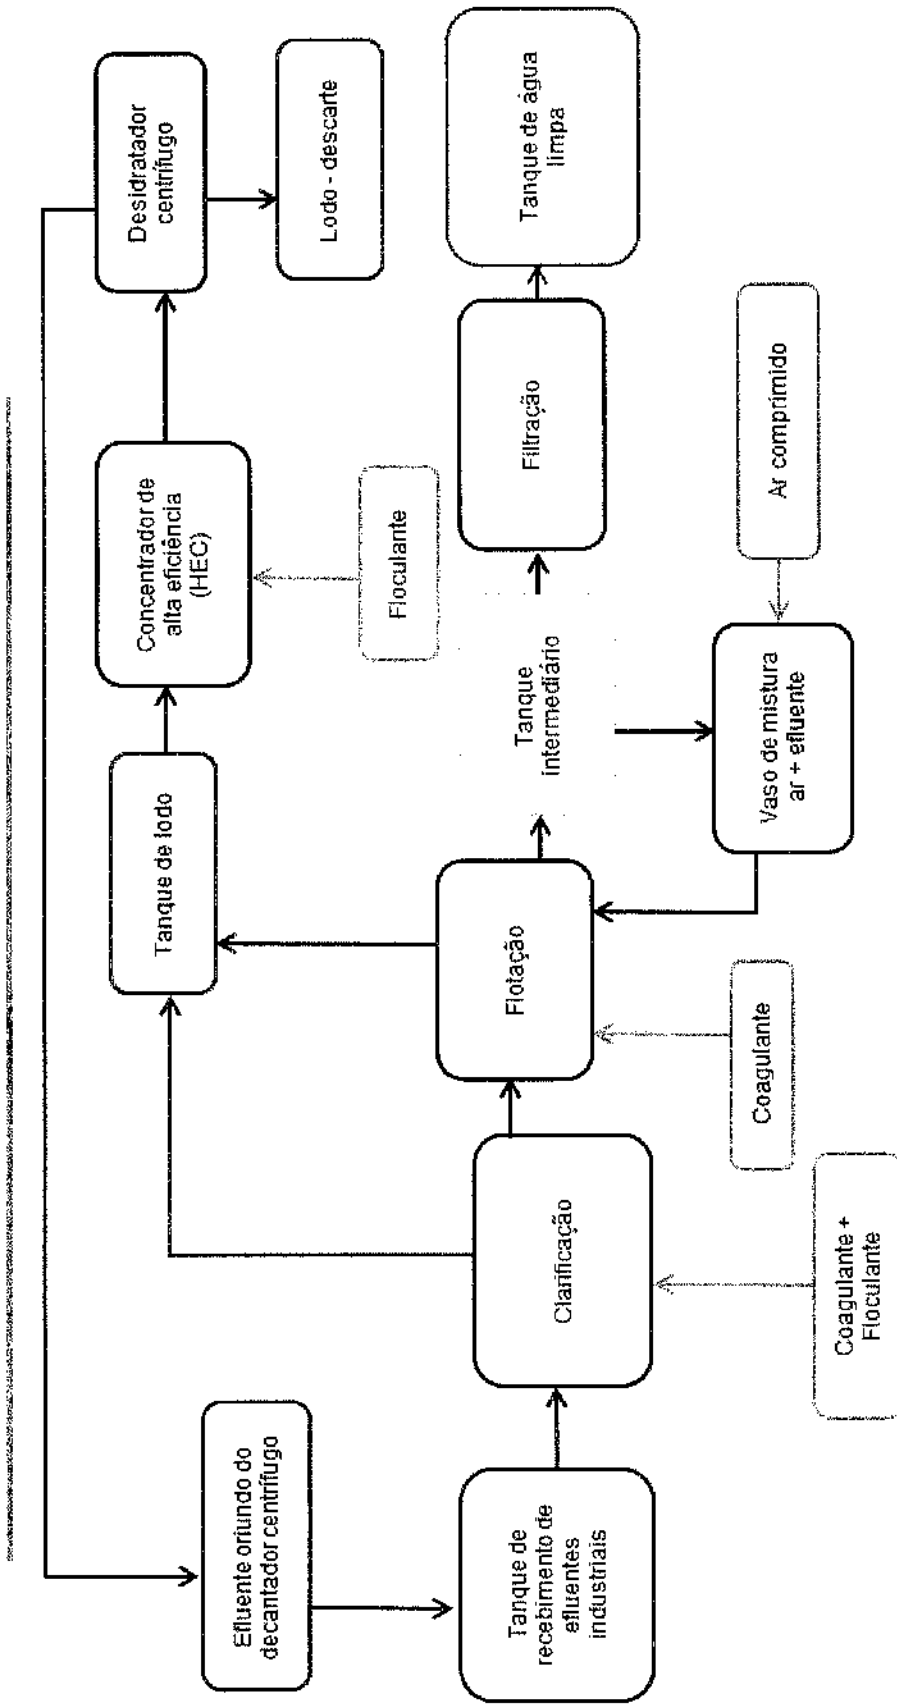 Efluente oriundo do
decantador centrífugo
Tanque de
recebimento de
efluentes
industriais
Clarificação
Coagulante +
Floculante
Tanque de lodo
Flotação
Coagulante
Concentrador de
alta eficiência
(HEC)
Floculante
Tanque
intermediário
Vaso de mistura
ar + efluente
Desidratador
centrífugo
Lodo - descarte
Filtração
Tanque de água
limpa
Ar comprimido